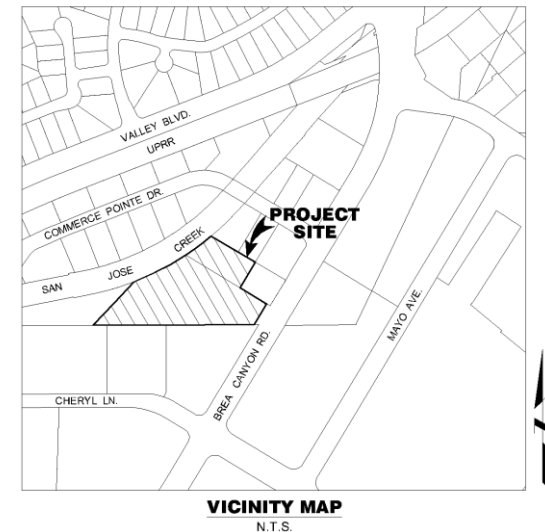 VALLEY BLVD.
UPRR
COMMERCE POINTE DR.
PROJECT
SITE
SAN JOSE CREEK
MAYO AVE.
BREA CANYON RD.
CHERYL LN.
VICINITY MAP
N.T.S.